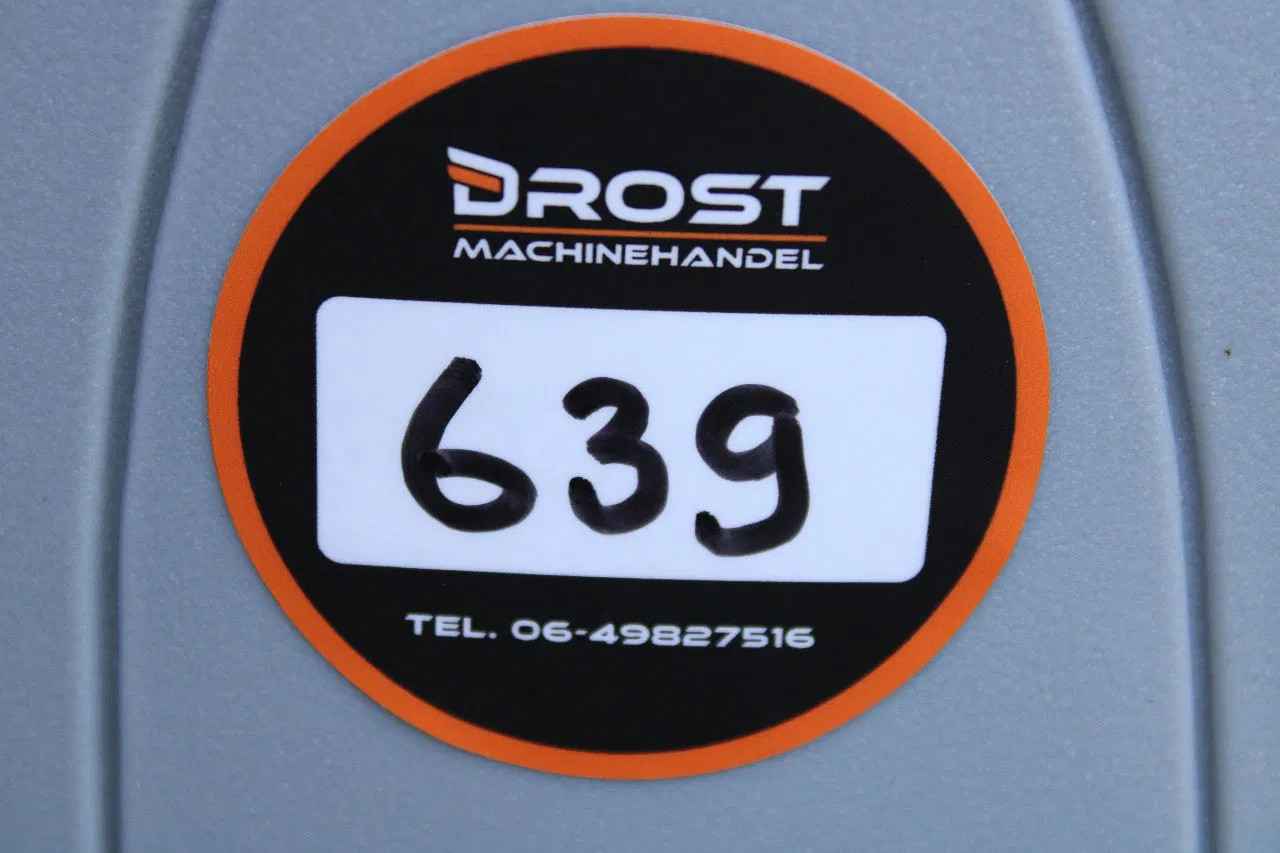 DROST
MACHINEHANDEL
639
TEL. 06-49827516